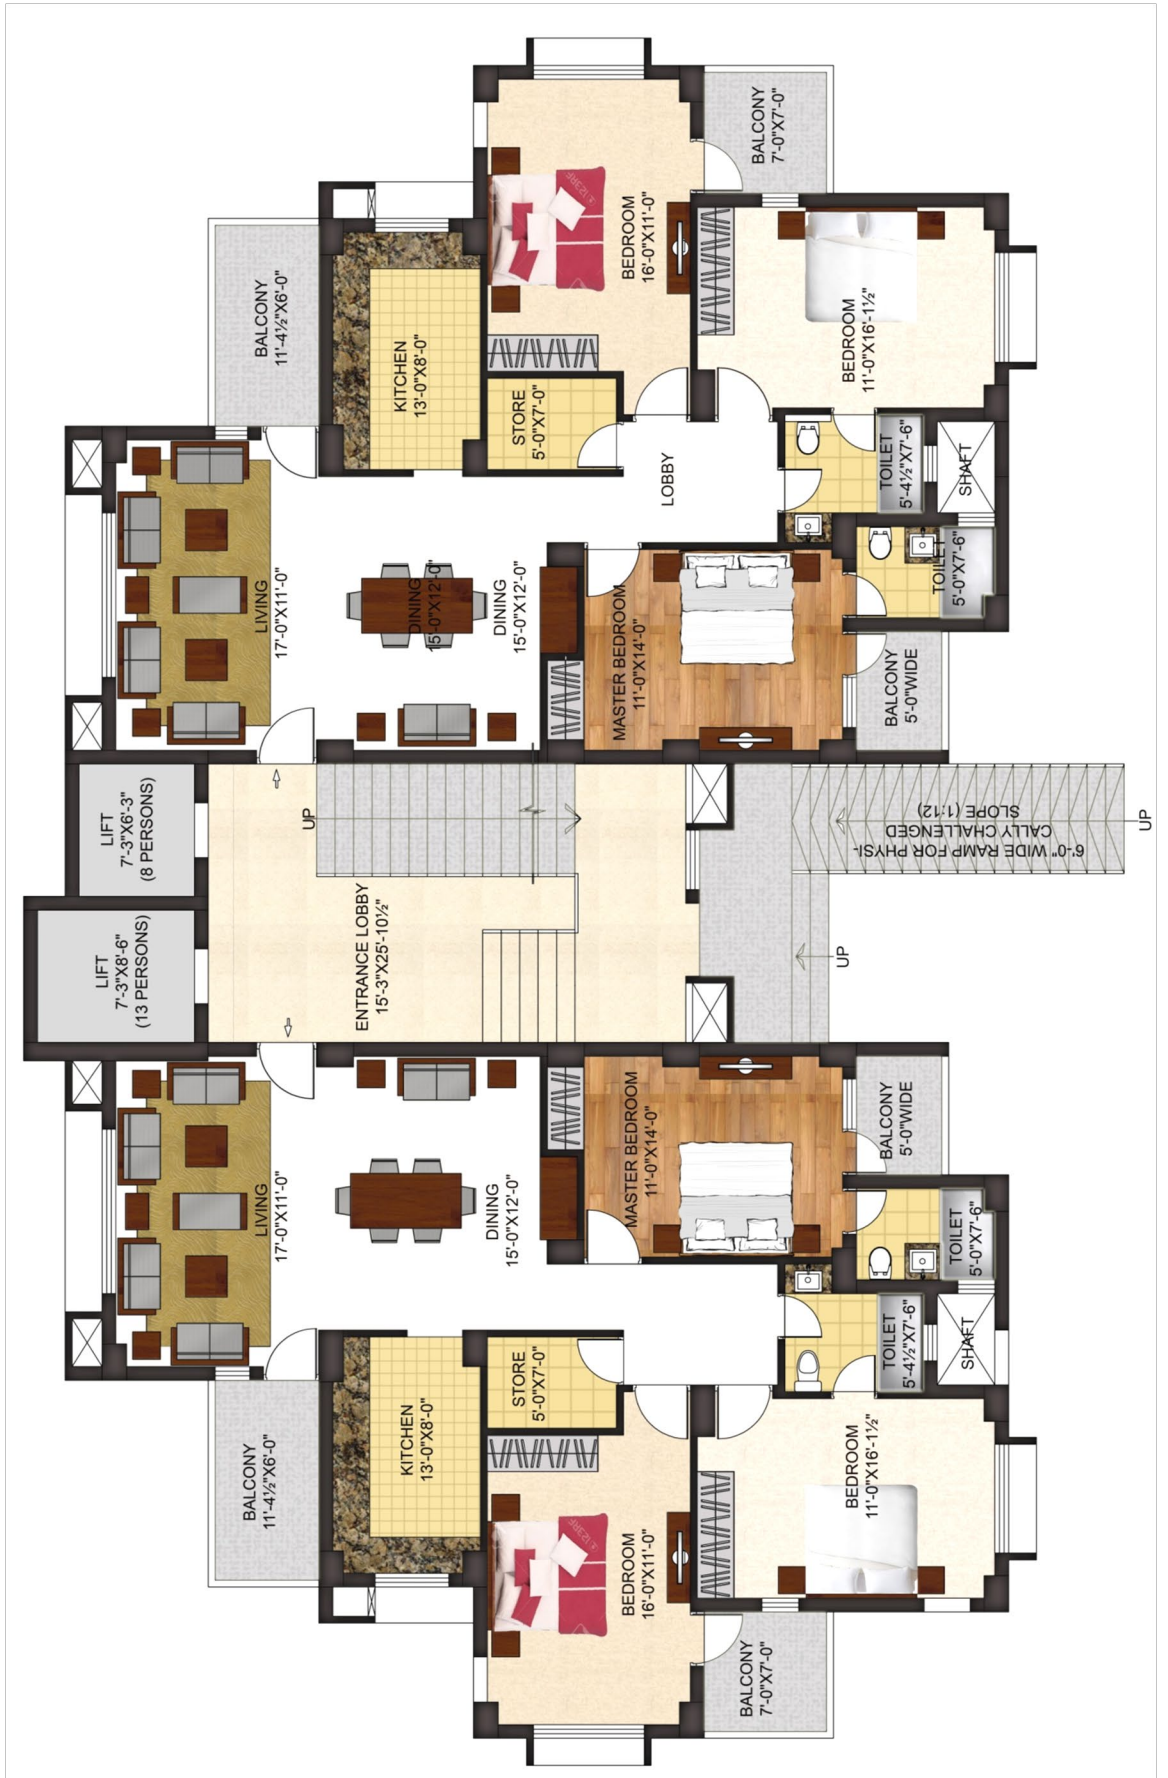 BALCONY
7'-0"X7'-0"
BEDROOM
16'-0"X11'-0"
BALCONY
11'-4½"X6'-0"
KITCHEN
13'-0"X8'-0"
BEDROOM
11'-0"X16'-1½"
STORE
5'-0"X7'-0"
TOILET
5'-4½"X7'-6"
SHAFT
LOBBY
LIVING
17'-0"X11'-0"
DINING
15'-0"X12'-0"
DINING
15'-0"X12'-0"
TOILET
5'-0"X7'-6"
MASTER BEDROOM
11'-0"X14'-0"
BALCONY
5'-0"WIDE
LIFT
7'-3"X6'-3"
(8 PERSONS)
UP
6'-0" WIDE RAMP FOR PHYSI-
CALLY CHALLENGED
SLOPE (1:12)
UP
LIFT
7'-3"X8'-6"
(13 PERSONS)
ENTRANCE LOBBY
15'-3"X25'-10½"
UP
MASTER BEDROOM
11'-0"X14'-0"
BALCONY
5'-0"WIDE
LIVING
17'-0"X11'-0"
DINING
15'-0"X12'-0"
TOILET
5'-0"X7'-6"
TOILET
5'-4½"X7'-6"
SHAFT
STORE
5'-0"X7'-0"
KITCHEN
13'-0"X8'-0"
BALCONY
11'-4½"X6'-0"
BEDROOM
11'-0"X16'-1½"
BEDROOM
16'-0"X11'-0"
BALCONY
7'-0"X7'-0"